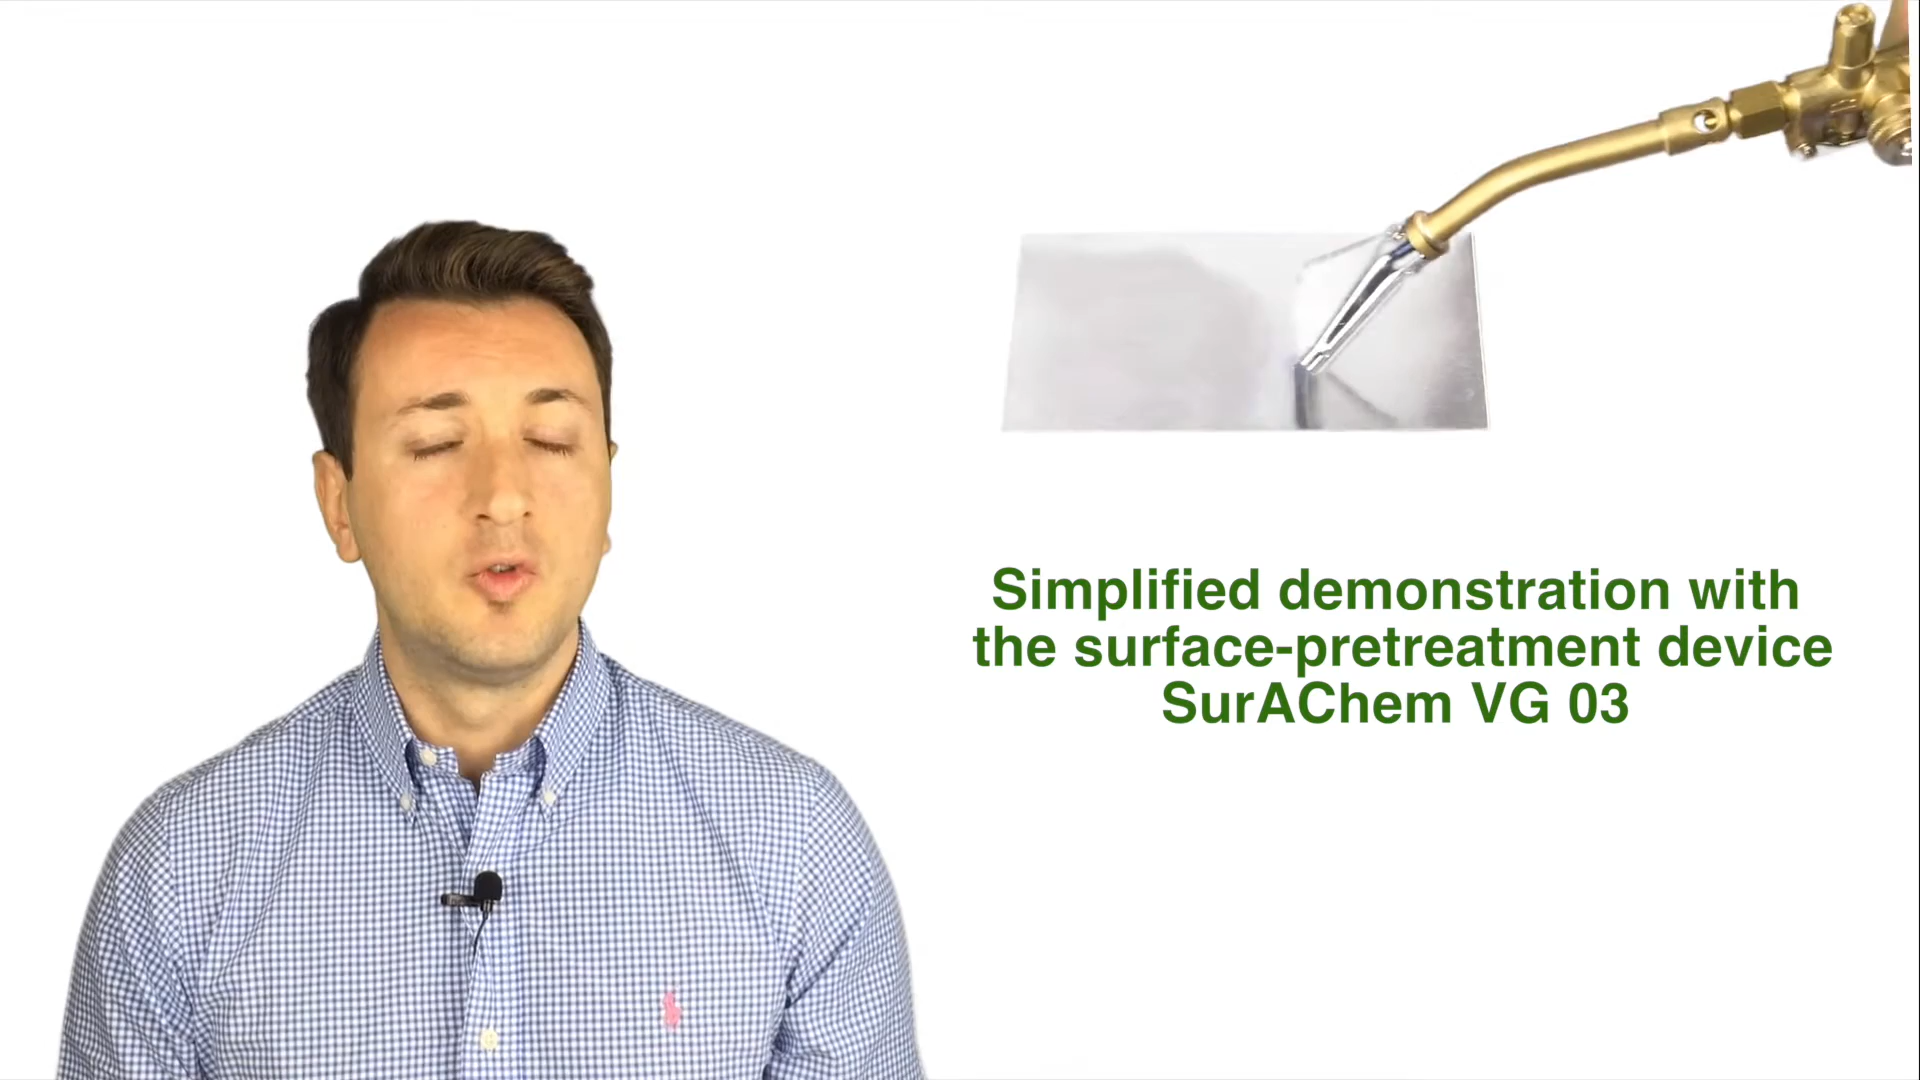 Simplified demonstration with
the surface-pretreatment device
SurAChem VG 03